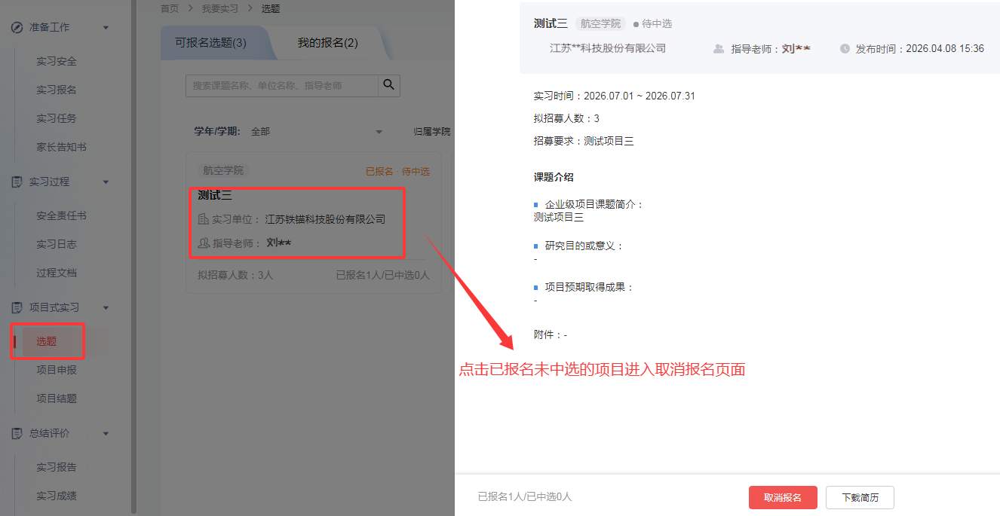 准备工作
实习安全
实习报名
实习任务
家长告知书
实习过程
安全责任书
实习日志
过程文档
项目式实习
选题
项目申报
项目结题
总结评价
实习报告
实习成绩
首页 > 我要实习 > 选题
可报名选题(3) 我的报名(2)
搜索课题名称、单位名称、指导老师
学年/学期: 全部 归属学院
航空学院 已报名 · 待中选
测试三
实习单位： 江苏铁锚科技股份有限公司
指导老师： 刘**
拟招募人数：3人 已报名1人/已中选0人
测试三 航空学院 待中选
江苏**科技股份有限公司 指导老师：刘** 发布时间：2026.04.08 15:36
实习时间：2026.07.01 ~ 2026.07.31
拟招募人数：3
招募要求：测试项目三
课题介绍
企业级项目课题简介：
测试项目三
研究目的或意义：
-
项目预期取得成果：
-
附件：-
点击已报名未中选的项目进入取消报名页面
已报名1人/已中选0人 取消报名 下载简历